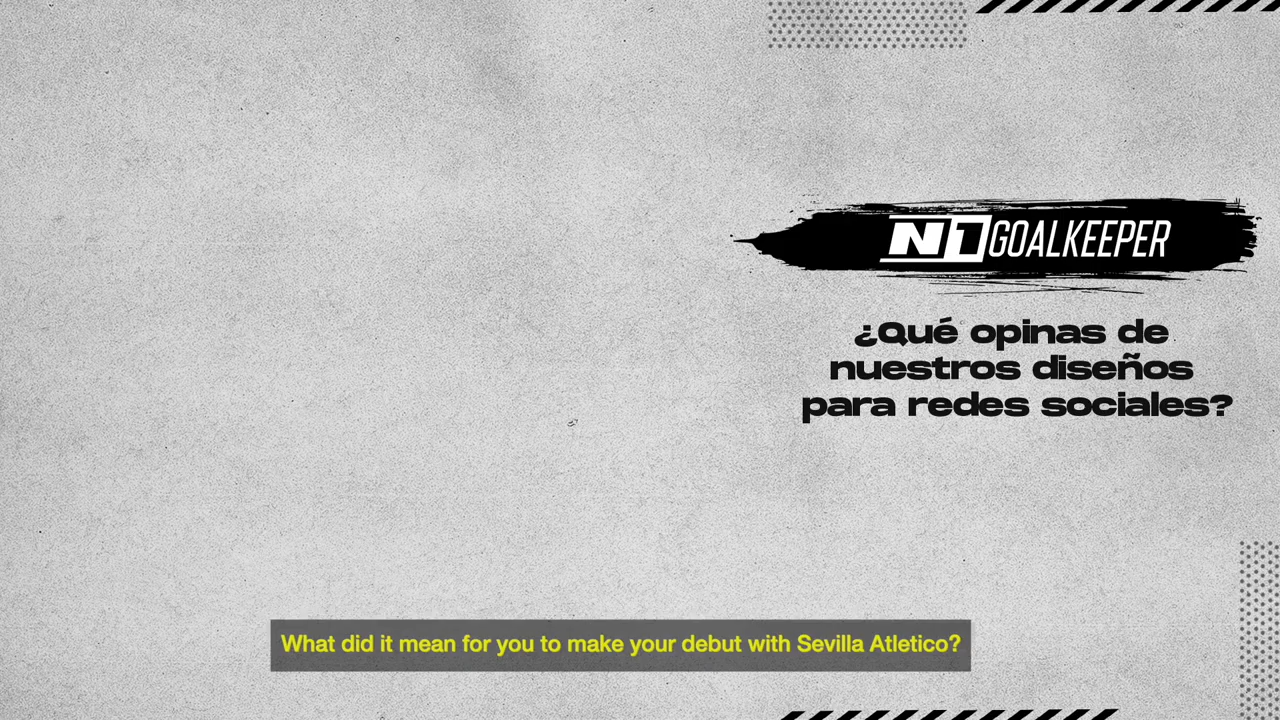 N1 GOALKEEPER
¿Qué opinas de
nuestros diseños
para redes sociales?
What did it mean for you to make your debut with Sevilla Atletico?